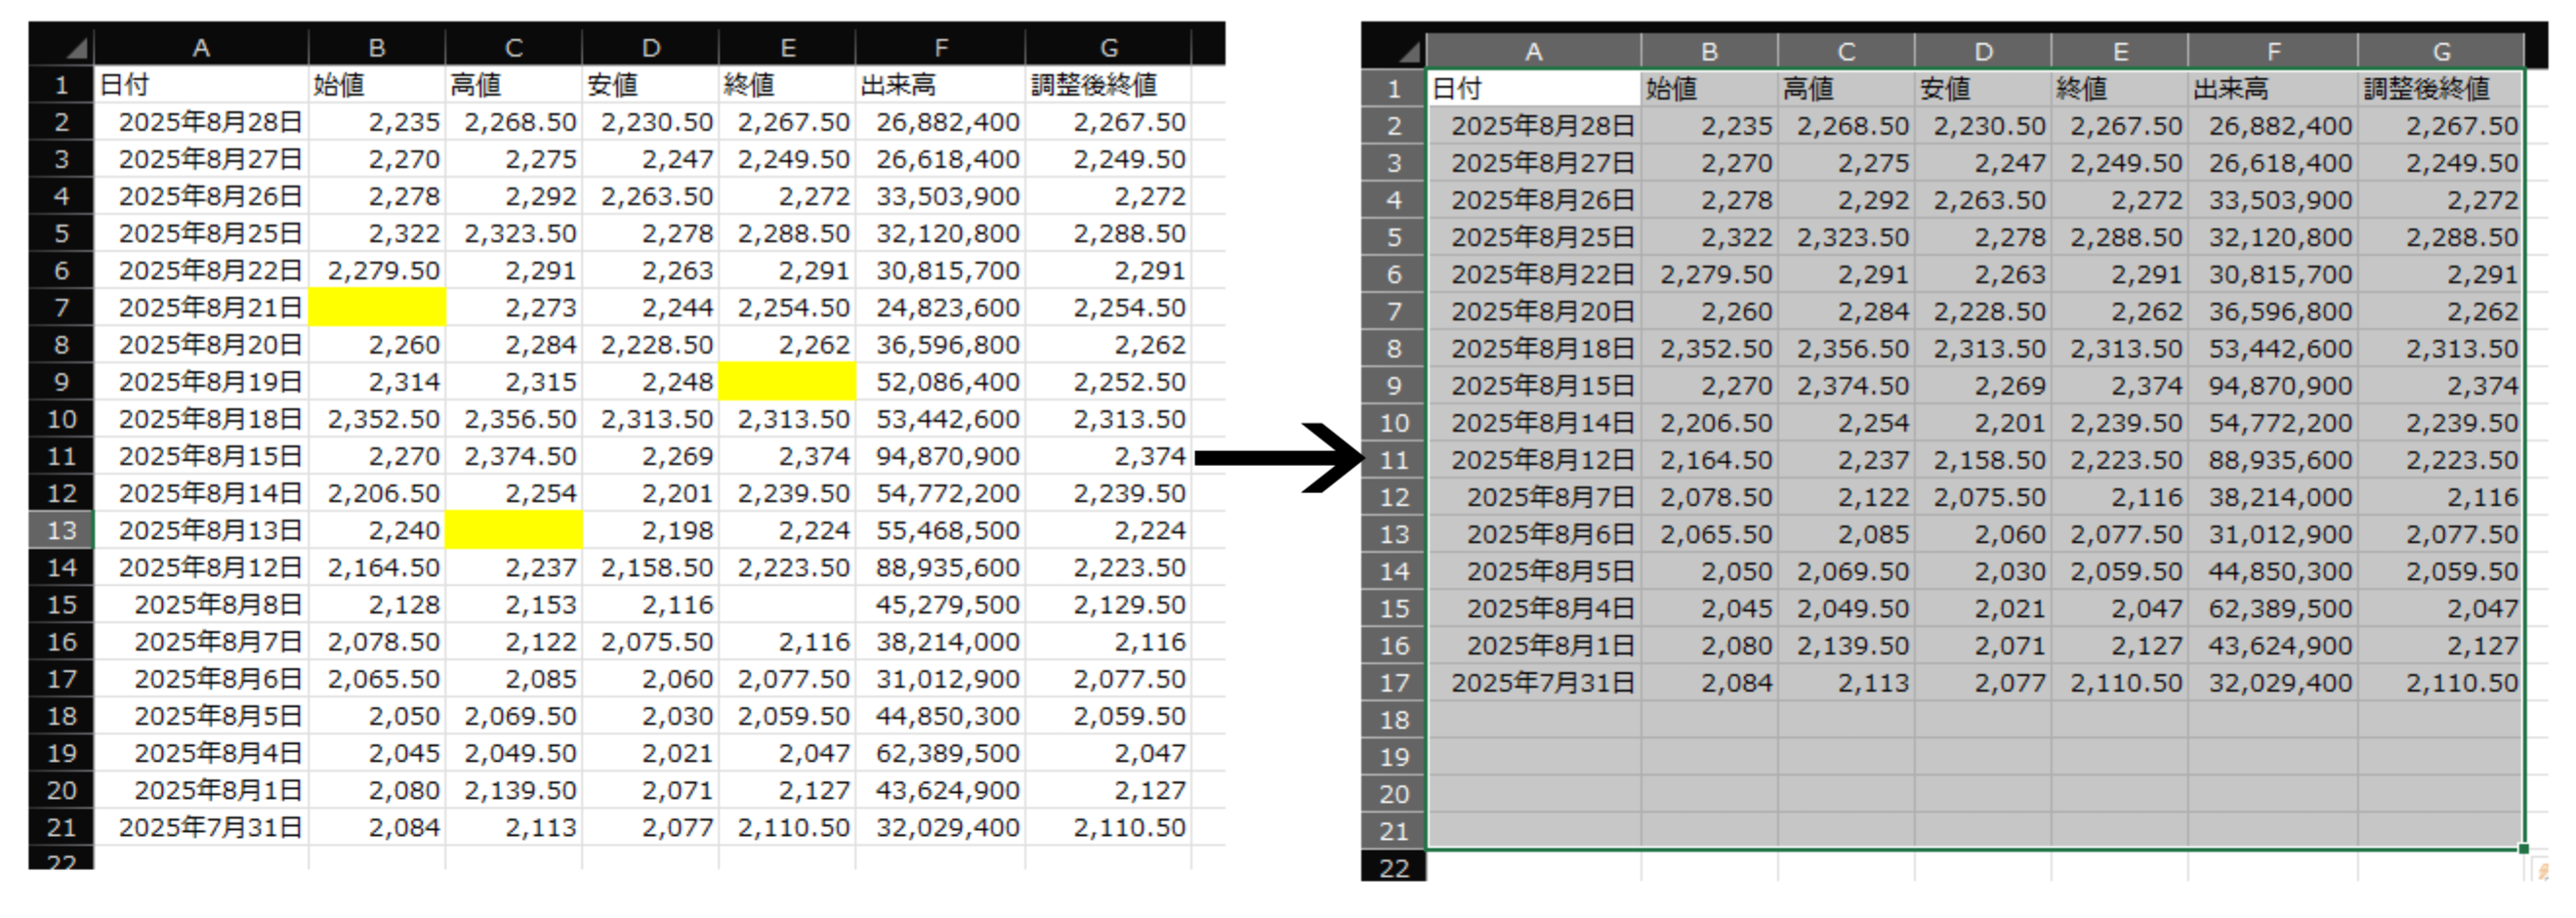 A B C D E F G
1 日付 始値 高値 安値 終値 出来高 調整後終値
2 2025年8月28日 2,235 2,268.50 2,230.50 2,267.50 26,882,400 2,267.50
3 2025年8月27日 2,270 2,275 2,247 2,249.50 26,618,400 2,249.50
4 2025年8月26日 2,278 2,292 2,263.50 2,272 33,503,900 2,272
5 2025年8月25日 2,322 2,323.50 2,278 2,288.50 32,120,800 2,288.50
6 2025年8月22日 2,279.50 2,291 2,263 2,291 30,815,700 2,291
7 2025年8月21日 2,273 2,244 2,254.50 24,823,600 2,254.50
8 2025年8月20日 2,260 2,284 2,228.50 2,262 36,596,800 2,262
9 2025年8月19日 2,314 2,315 2,248 52,086,400 2,252.50
10 2025年8月18日 2,352.50 2,356.50 2,313.50 2,313.50 53,442,600 2,313.50
11 2025年8月15日 2,270 2,374.50 2,269 2,374 94,870,900 2,374
12 2025年8月14日 2,206.50 2,254 2,201 2,239.50 54,772,200 2,239.50
13 2025年8月13日 2,240 2,198 2,224 55,468,500 2,224
14 2025年8月12日 2,164.50 2,237 2,158.50 2,223.50 88,935,600 2,223.50
15 2025年8月8日 2,128 2,153 2,116 45,279,500 2,129.50
16 2025年8月7日 2,078.50 2,122 2,075.50 2,116 38,214,000 2,116
17 2025年8月6日 2,065.50 2,085 2,060 2,077.50 31,012,900 2,077.50
18 2025年8月5日 2,050 2,069.50 2,030 2,059.50 44,850,300 2,059.50
19 2025年8月4日 2,045 2,049.50 2,021 2,047 62,389,500 2,047
20 2025年8月1日 2,080 2,139.50 2,071 2,127 43,624,900 2,127
21 2025年7月31日 2,084 2,113 2,077 2,110.50 32,029,400 2,110.50
22
A B C D E F G
1 日付 始値 高値 安値 終値 出来高 調整後終値
2 2025年8月28日 2,235 2,268.50 2,230.50 2,267.50 26,882,400 2,267.50
3 2025年8月27日 2,270 2,275 2,247 2,249.50 26,618,400 2,249.50
4 2025年8月26日 2,278 2,292 2,263.50 2,272 33,503,900 2,272
5 2025年8月25日 2,322 2,323.50 2,278 2,288.50 32,120,800 2,288.50
6 2025年8月22日 2,279.50 2,291 2,263 2,291 30,815,700 2,291
7 2025年8月20日 2,260 2,284 2,228.50 2,262 36,596,800 2,262
8 2025年8月18日 2,352.50 2,356.50 2,313.50 2,313.50 53,442,600 2,313.50
9 2025年8月15日 2,270 2,374.50 2,269 2,374 94,870,900 2,374
10 2025年8月14日 2,206.50 2,254 2,201 2,239.50 54,772,200 2,239.50
11 2025年8月12日 2,164.50 2,237 2,158.50 2,223.50 88,935,600 2,223.50
12 2025年8月7日 2,078.50 2,122 2,075.50 2,116 38,214,000 2,116
13 2025年8月6日 2,065.50 2,085 2,060 2,077.50 31,012,900 2,077.50
14 2025年8月5日 2,050 2,069.50 2,030 2,059.50 44,850,300 2,059.50
15 2025年8月4日 2,045 2,049.50 2,021 2,047 62,389,500 2,047
16 2025年8月1日 2,080 2,139.50 2,071 2,127 43,624,900 2,127
17 2025年7月31日 2,084 2,113 2,077 2,110.50 32,029,400 2,110.50
18
19
20
21
22